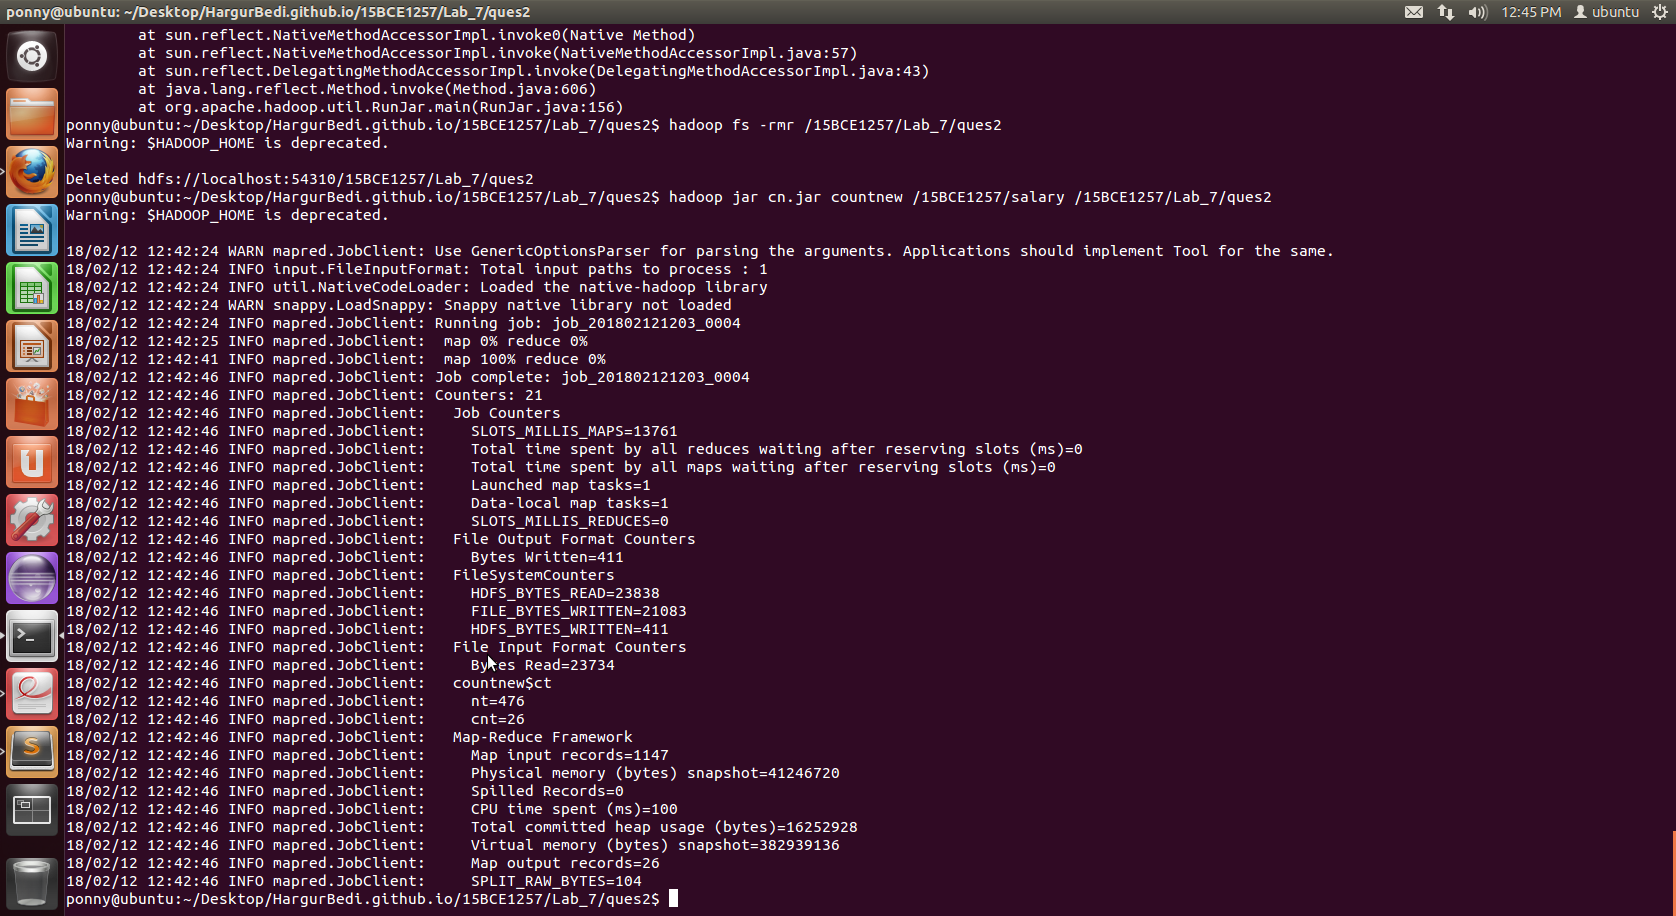 ponny@ubuntu: ~/Desktop/HargurBedi.github.io/15BCE1257/Lab_7/ques2
12:45 PM ubuntu
at sun.reflect.NativeMethodAccessorImpl.invoke0(Native Method)
at sun.reflect.NativeMethodAccessorImpl.invoke(NativeMethodAccessorImpl.java:57)
at sun.reflect.DelegatingMethodAccessorImpl.invoke(DelegatingMethodAccessorImpl.java:43)
at java.lang.reflect.Method.invoke(Method.java:606)
at org.apache.hadoop.util.RunJar.main(RunJar.java:156)
ponny@ubuntu:~/Desktop/HargurBedi.github.io/15BCE1257/Lab_7/ques2$ hadoop fs -rmr /15BCE1257/Lab_7/ques2
Warning: $HADOOP_HOME is deprecated.
Deleted hdfs://localhost:54310/15BCE1257/Lab_7/ques2
ponny@ubuntu:~/Desktop/HargurBedi.github.io/15BCE1257/Lab_7/ques2$ hadoop jar cn.jar countnew /15BCE1257/salary /15BCE1257/Lab_7/ques2
Warning: $HADOOP_HOME is deprecated.
18/02/12 12:42:24 WARN mapred.JobClient: Use GenericOptionsParser for parsing the arguments. Applications should implement Tool for the same.
18/02/12 12:42:24 INFO input.FileInputFormat: Total input paths to process : 1
18/02/12 12:42:24 INFO util.NativeCodeLoader: Loaded the native-hadoop library
18/02/12 12:42:24 WARN snappy.LoadSnappy: Snappy native library not loaded
18/02/12 12:42:24 INFO mapred.JobClient: Running job: job_201802121203_0004
18/02/12 12:42:25 INFO mapred.JobClient:  map 0% reduce 0%
18/02/12 12:42:41 INFO mapred.JobClient:  map 100% reduce 0%
18/02/12 12:42:46 INFO mapred.JobClient: Job complete: job_201802121203_0004
18/02/12 12:42:46 INFO mapred.JobClient: Counters: 21
18/02/12 12:42:46 INFO mapred.JobClient:   Job Counters
18/02/12 12:42:46 INFO mapred.JobClient:     SLOTS_MILLIS_MAPS=13761
18/02/12 12:42:46 INFO mapred.JobClient:     Total time spent by all reduces waiting after reserving slots (ms)=0
18/02/12 12:42:46 INFO mapred.JobClient:     Total time spent by all maps waiting after reserving slots (ms)=0
18/02/12 12:42:46 INFO mapred.JobClient:     Launched map tasks=1
18/02/12 12:42:46 INFO mapred.JobClient:     Data-local map tasks=1
18/02/12 12:42:46 INFO mapred.JobClient:     SLOTS_MILLIS_REDUCES=0
18/02/12 12:42:46 INFO mapred.JobClient:   File Output Format Counters
18/02/12 12:42:46 INFO mapred.JobClient:     Bytes Written=411
18/02/12 12:42:46 INFO mapred.JobClient:   FileSystemCounters
18/02/12 12:42:46 INFO mapred.JobClient:     HDFS_BYTES_READ=23838
18/02/12 12:42:46 INFO mapred.JobClient:     FILE_BYTES_WRITTEN=21083
18/02/12 12:42:46 INFO mapred.JobClient:     HDFS_BYTES_WRITTEN=411
18/02/12 12:42:46 INFO mapred.JobClient:   File Input Format Counters
18/02/12 12:42:46 INFO mapred.JobClient:     Bytes Read=23734
18/02/12 12:42:46 INFO mapred.JobClient:   countnew$ct
18/02/12 12:42:46 INFO mapred.JobClient:     nt=476
18/02/12 12:42:46 INFO mapred.JobClient:     cnt=26
18/02/12 12:42:46 INFO mapred.JobClient:   Map-Reduce Framework
18/02/12 12:42:46 INFO mapred.JobClient:     Map input records=1147
18/02/12 12:42:46 INFO mapred.JobClient:     Physical memory (bytes) snapshot=41246720
18/02/12 12:42:46 INFO mapred.JobClient:     Spilled Records=0
18/02/12 12:42:46 INFO mapred.JobClient:     CPU time spent (ms)=100
18/02/12 12:42:46 INFO mapred.JobClient:     Total committed heap usage (bytes)=16252928
18/02/12 12:42:46 INFO mapred.JobClient:     Virtual memory (bytes) snapshot=382939136
18/02/12 12:42:46 INFO mapred.JobClient:     Map output records=26
18/02/12 12:42:46 INFO mapred.JobClient:     SPLIT_RAW_BYTES=104
ponny@ubuntu:~/Desktop/HargurBedi.github.io/15BCE1257/Lab_7/ques2$